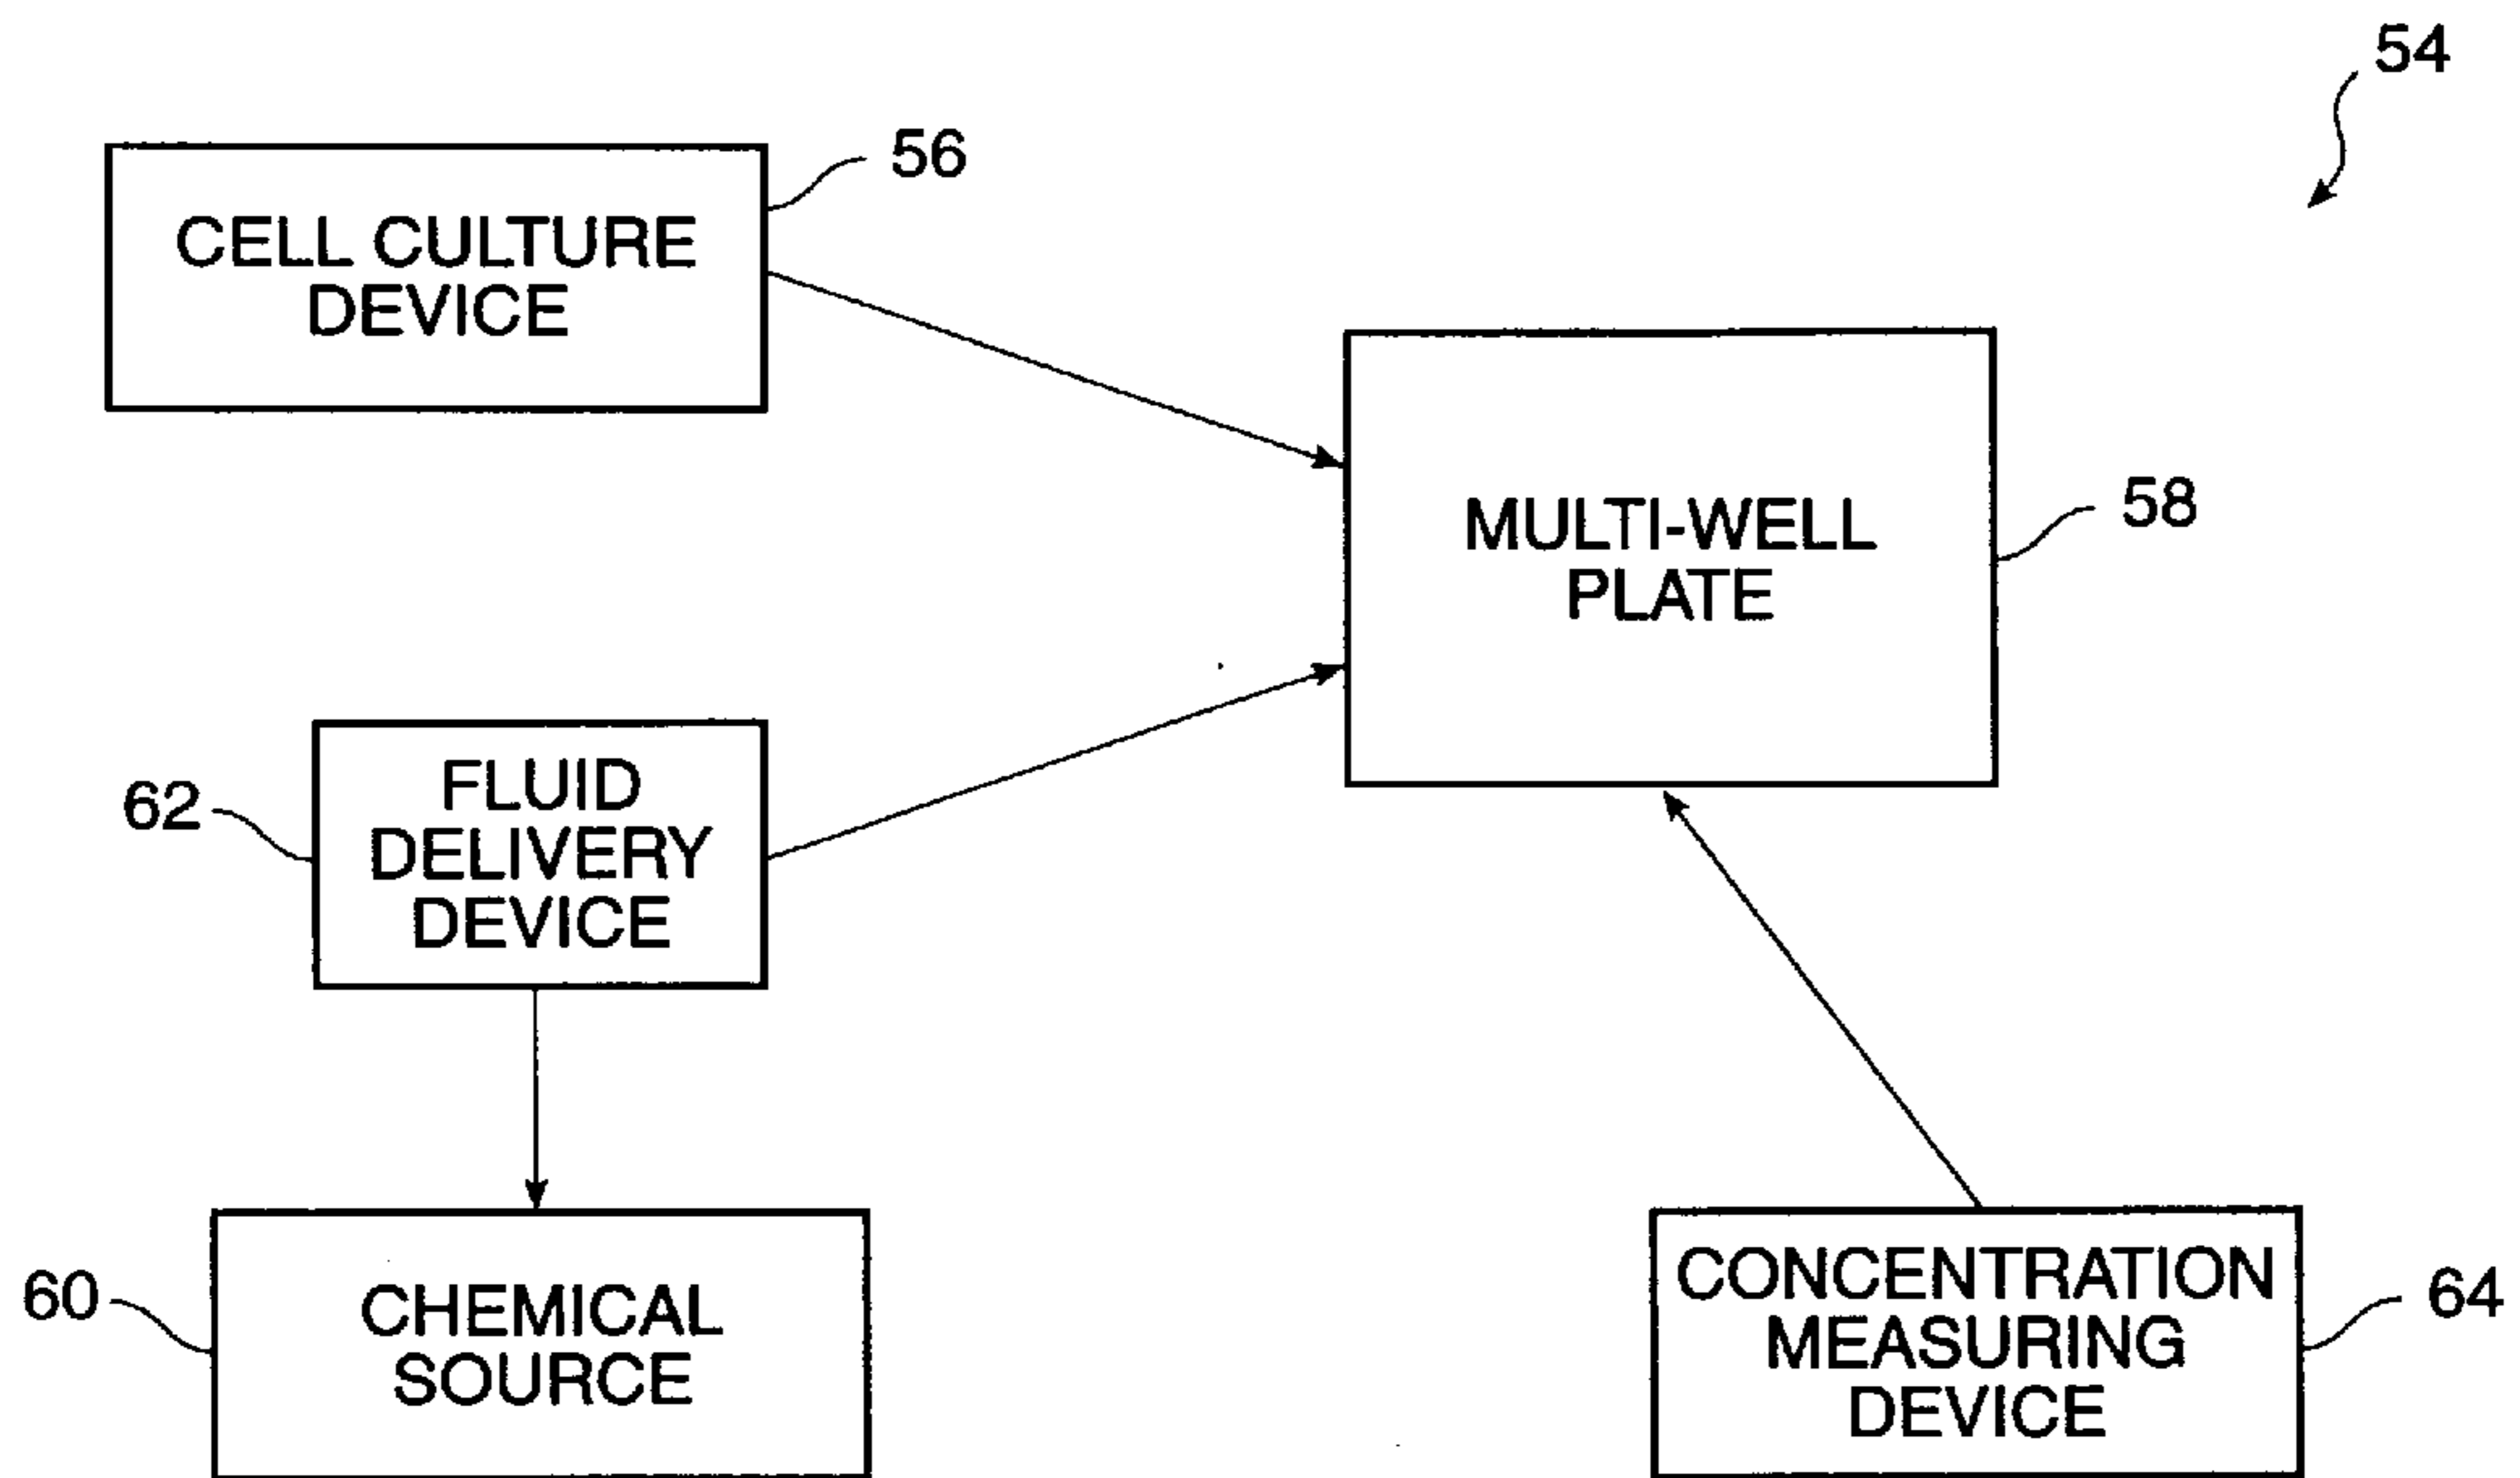 54
56
CELL CULTURE
DEVICE
58
MULTI-WELL
PLATE
62
FLUID
DELIVERY
DEVICE
60
CHEMICAL
SOURCE
64
CONCENTRATION
MEASURING
DEVICE